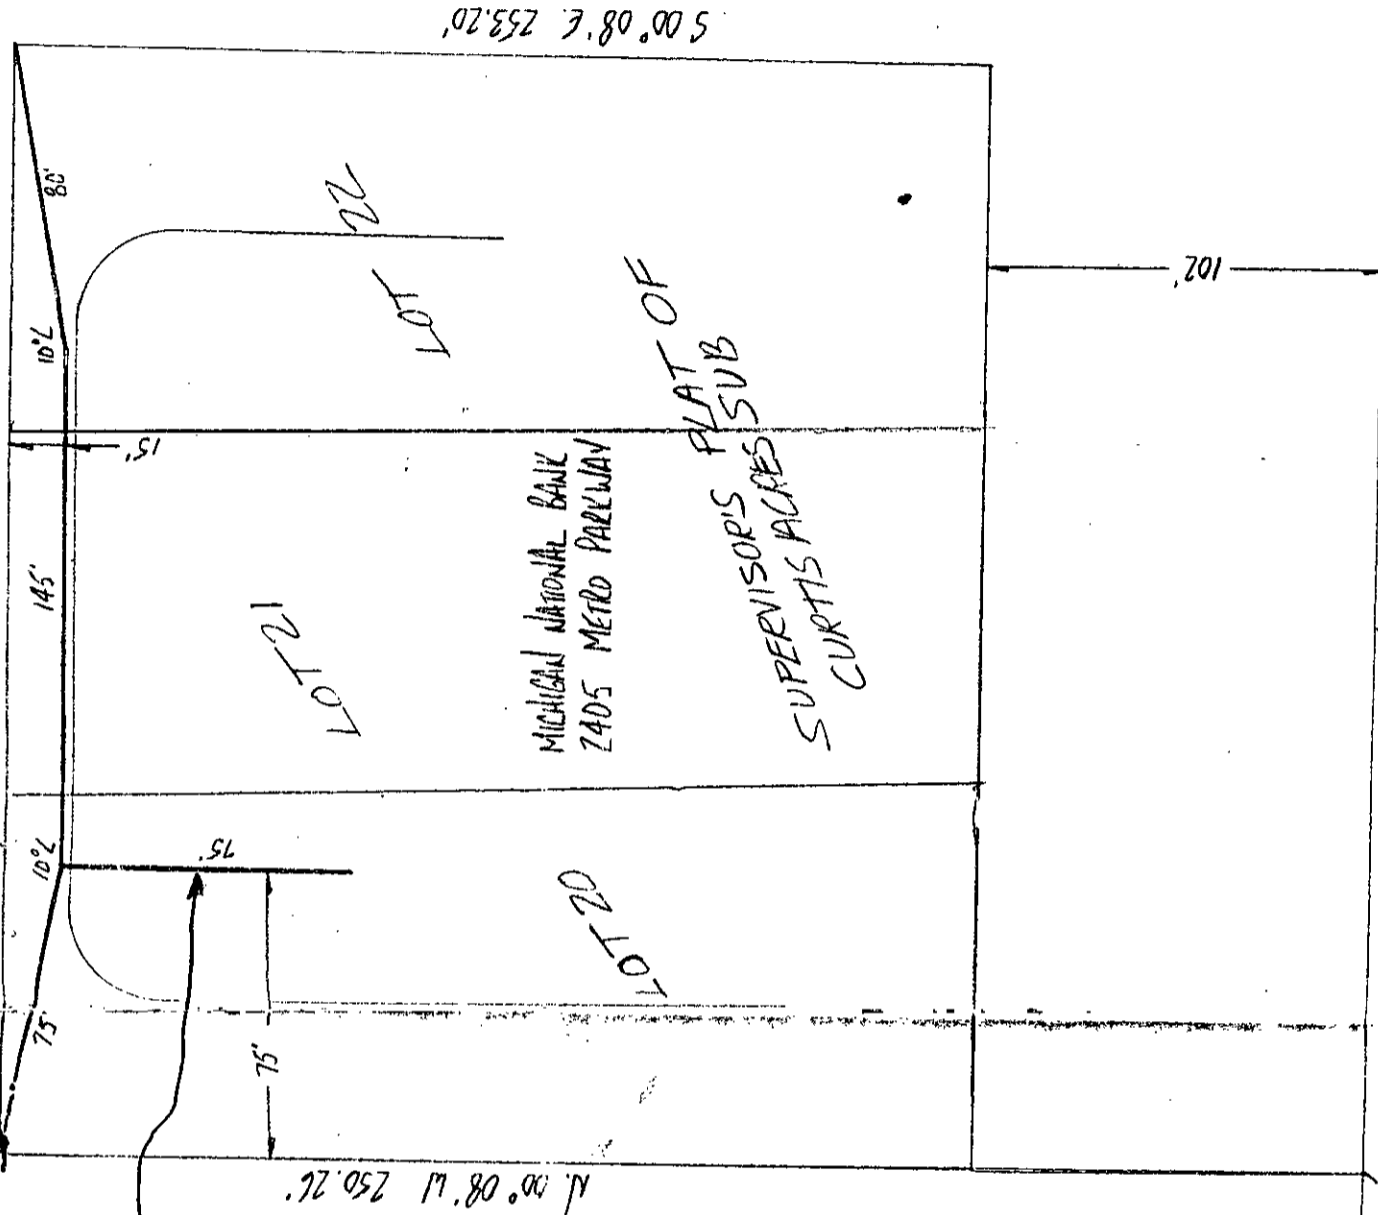 S 00° 08' E 253.20'
80'
LOT 22
10°L
102'
15'
145'
LOT 21
MICHIGAN NATIONAL BANK
2405 METRO PARKWAY
SUPERVISOR'S PLAT OF
CURTIS ACRES SUB
10°L
75'
LOT 20
75'
75'
N. 00° 08' W 250.26'